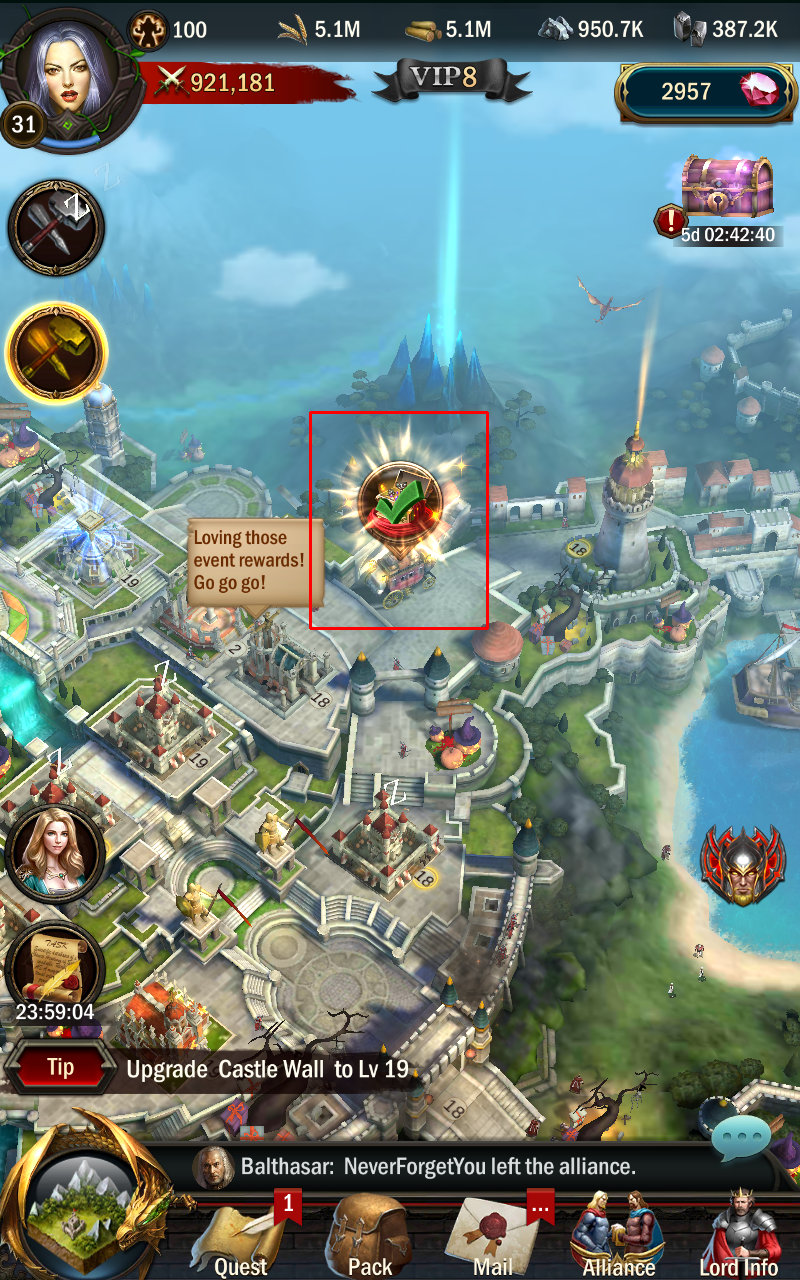 100
5.1M
5.1M
950.7K
387.2K
921,181
VIP8
2957
31
5d 02:42:40
Loving those
event rewards!
Go go go!
18
19
2
18
19
18
TASK
23:59:04
Tip
Upgrade Castle Wall to Lv 19
18
Balthasar: NeverForgetYou left the alliance.
1
...
Quest
Pack
Mail
Alliance
Lord Info